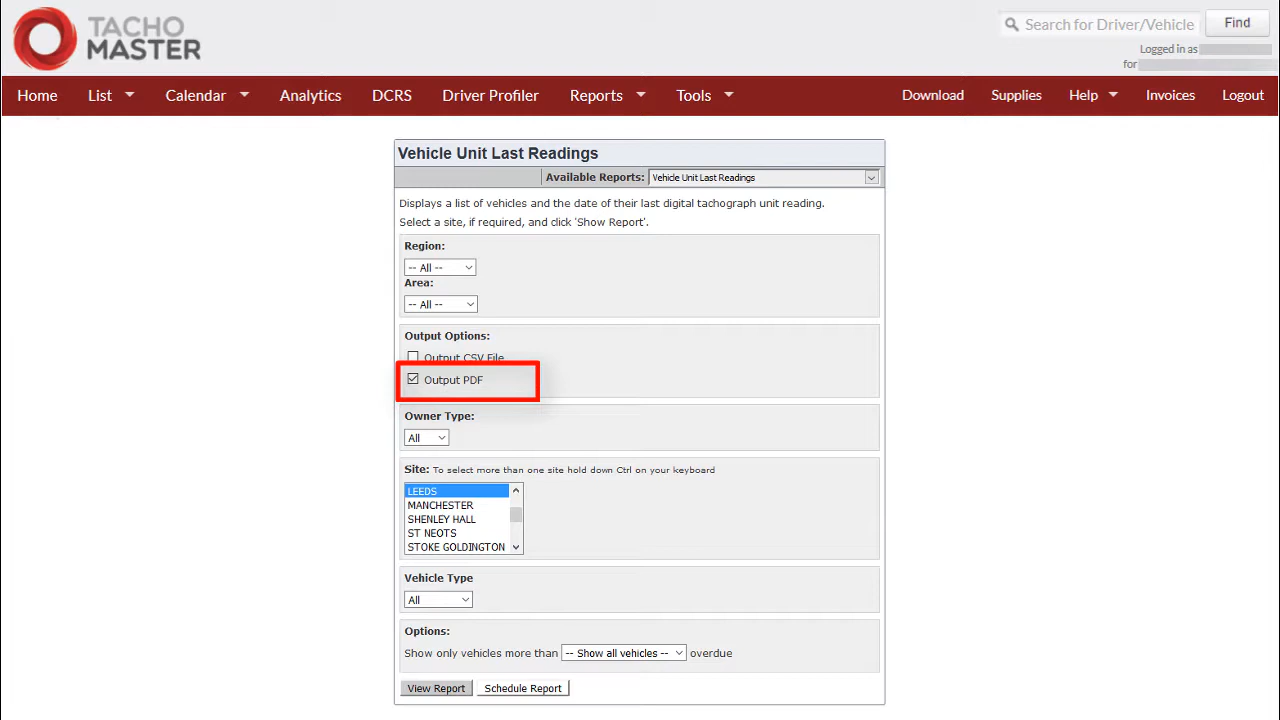 TACHO
MASTER
Search for Driver/Vehicle
Find
Logged in as
for
Home List Calendar Analytics DCRS Driver Profiler Reports Tools Download Supplies Help Invoices Logout
Vehicle Unit Last Readings
Available Reports: Vehicle Unit Last Readings
Displays a list of vehicles and the date of their last digital tachograph unit reading.
Select a site, if required, and click 'Show Report'.
Region:
-- All --
Area:
-- All --
Output Options:
Output CSV File
Output PDF
Owner Type:
All
Site: To select more than one site hold down Ctrl on your keyboard
LEEDS
MANCHESTER
SHENLEY HALL
ST NEOTS
STOKE GOLDINGTON
Vehicle Type
All
Options:
Show only vehicles more than -- Show all vehicles -- overdue
View Report Schedule Report